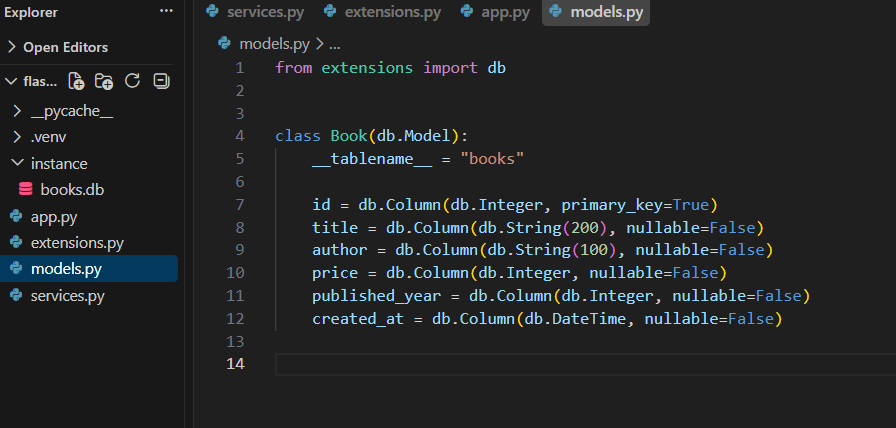 Explorer
...
Open Editors
flas...
__pycache__
.venv
instance
books.db
app.py
extensions.py
models.py
services.py
services.py extensions.py app.py models.py
models.py > ...
1 from extensions import db
2
3
4 class Book(db.Model):
5     __tablename__ = "books"
6
7     id = db.Column(db.Integer, primary_key=True)
8     title = db.Column(db.String(200), nullable=False)
9     author = db.Column(db.String(100), nullable=False)
10     price = db.Column(db.Integer, nullable=False)
11     published_year = db.Column(db.Integer, nullable=False)
12     created_at = db.Column(db.DateTime, nullable=False)
13
14